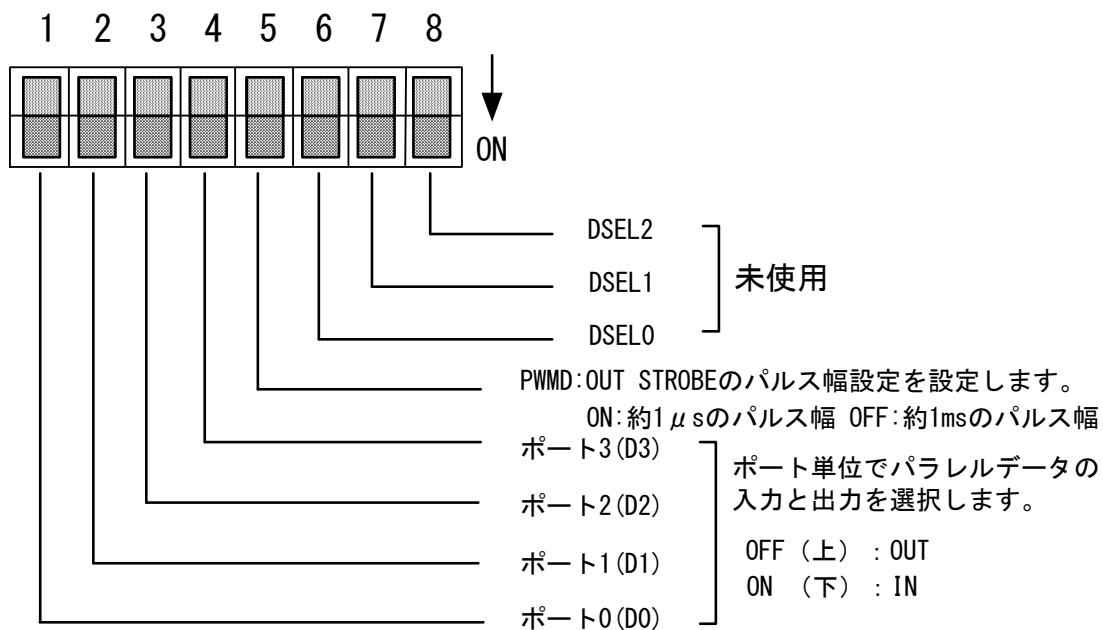 1 2 3 4 5 6 7 8
ON
DSEL2
DSEL1
未使用
DSEL0
PWMD:OUT STROBEのパルス幅設定を設定します。
ON:約1μsのパルス幅 OFF:約1msのパルス幅
ポート3(D3)
ポート2(D2)
ポート1(D1)
ポート0(D0)
ポート単位でパラレルデータの
入力と出力を選択します。
OFF（上）：OUT
ON （下）：IN